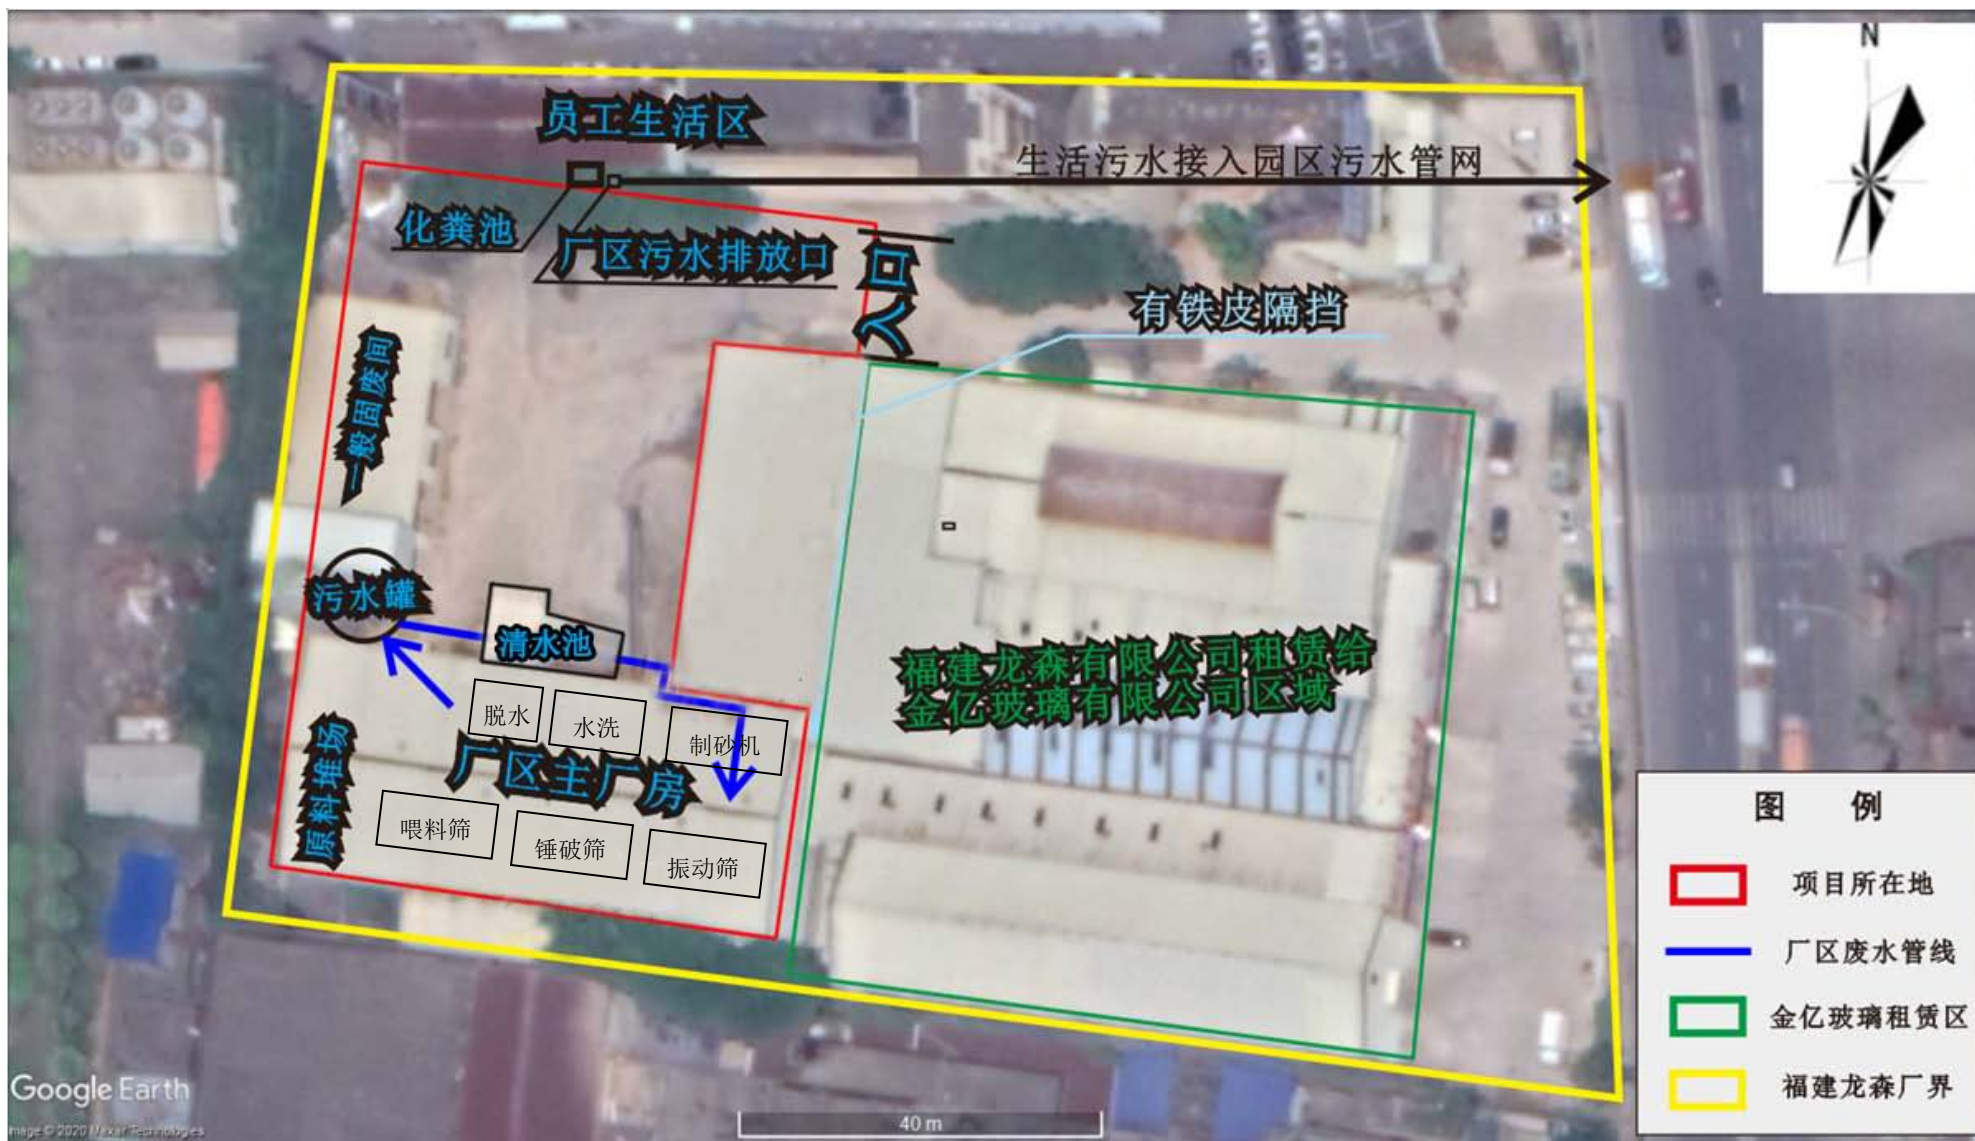 N
员工生活区
生活污水接入园区污水管网
化粪池
厂区污水排放口
入口
有铁皮隔挡
一般固废间
污水罐
清水池
福建龙森有限公司租赁给
金亿玻璃有限公司区域
脱水
水洗
制砂机
厂区主厂房
原料堆场
喂料筛
锤破筛
振动筛
图 例
项目所在地
厂区废水管线
金亿玻璃租赁区
福建龙森厂界
Google Earth
Image © 2020 Maxar Technologies
40 m